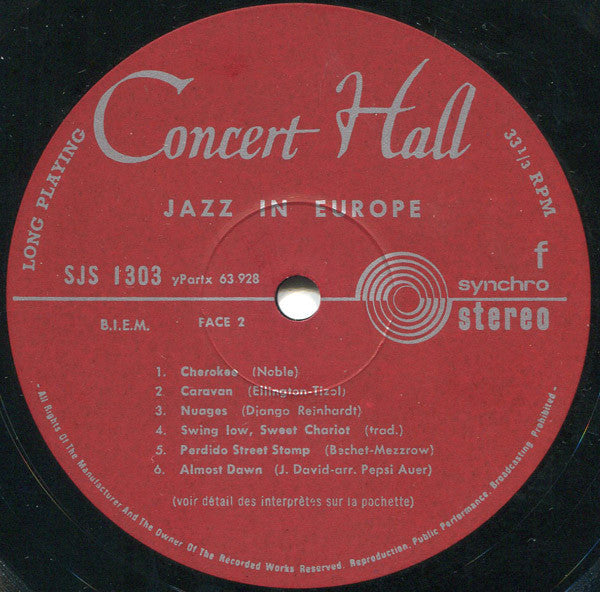 Concert Hall
LONG PLAYING
33 1/3 RPM
JAZZ IN EUROPE
f
SJS 1303 yPartx 63.928
synchro
stereo
B.I.E.M. FACE 2
1. Cherokee (Noble)
2. Caravan (Ellington-Tizol)
3. Nuages (Django Reinhardt)
4. Swing low, Sweet Chariot (trad.)
5. Perdido Street Stomp (Bechet-Mezzrow)
6. Almost Dawn (J. David-arr. Pepsi Auer)
(voir détail des interprètes sur la pochette)
- All Rights Of The Manufacturer And The Owner Of The Recorded Works Reserved. Reproduction. Public Performance. Broadcasting Prohibited. -